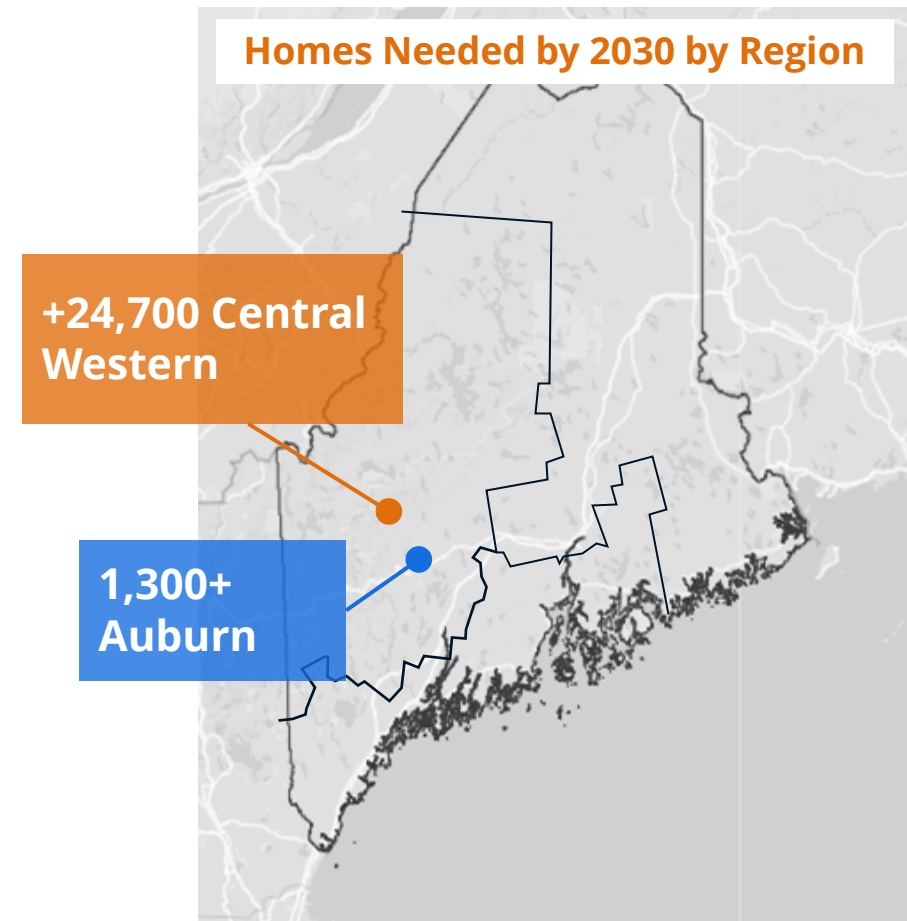 Homes Needed by 2030 by Region
+24,700 Central
Western
1,300+
Auburn